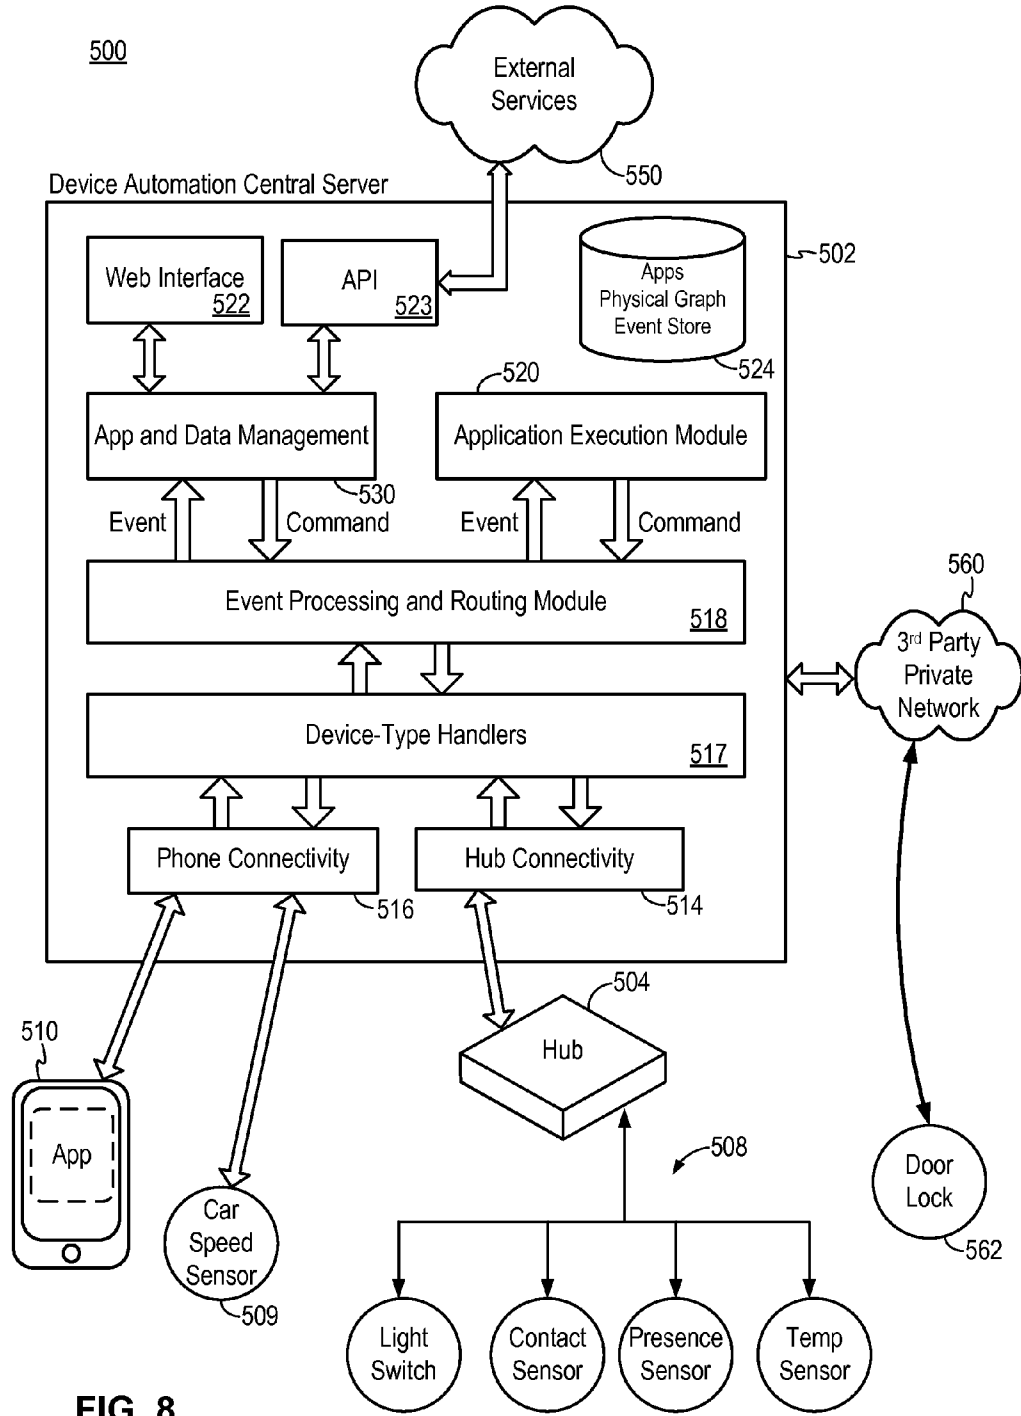 500
External
Services
550
Device Automation Central Server
502
Web Interface
522
API
523
Apps
Physical Graph
Event Store
524
520
App and Data Management
Application Execution Module
530
Event
Command
Event
Command
Event Processing and Routing Module
518
560
3rd Party
Private
Network
Device-Type Handlers
517
Phone Connectivity
Hub Connectivity
516
514
504
Hub
510
App
508
Door
Lock
562
Car
Speed
Sensor
509
Light
Switch
Contact
Sensor
Presence
Sensor
Temp
Sensor
FIG. 8